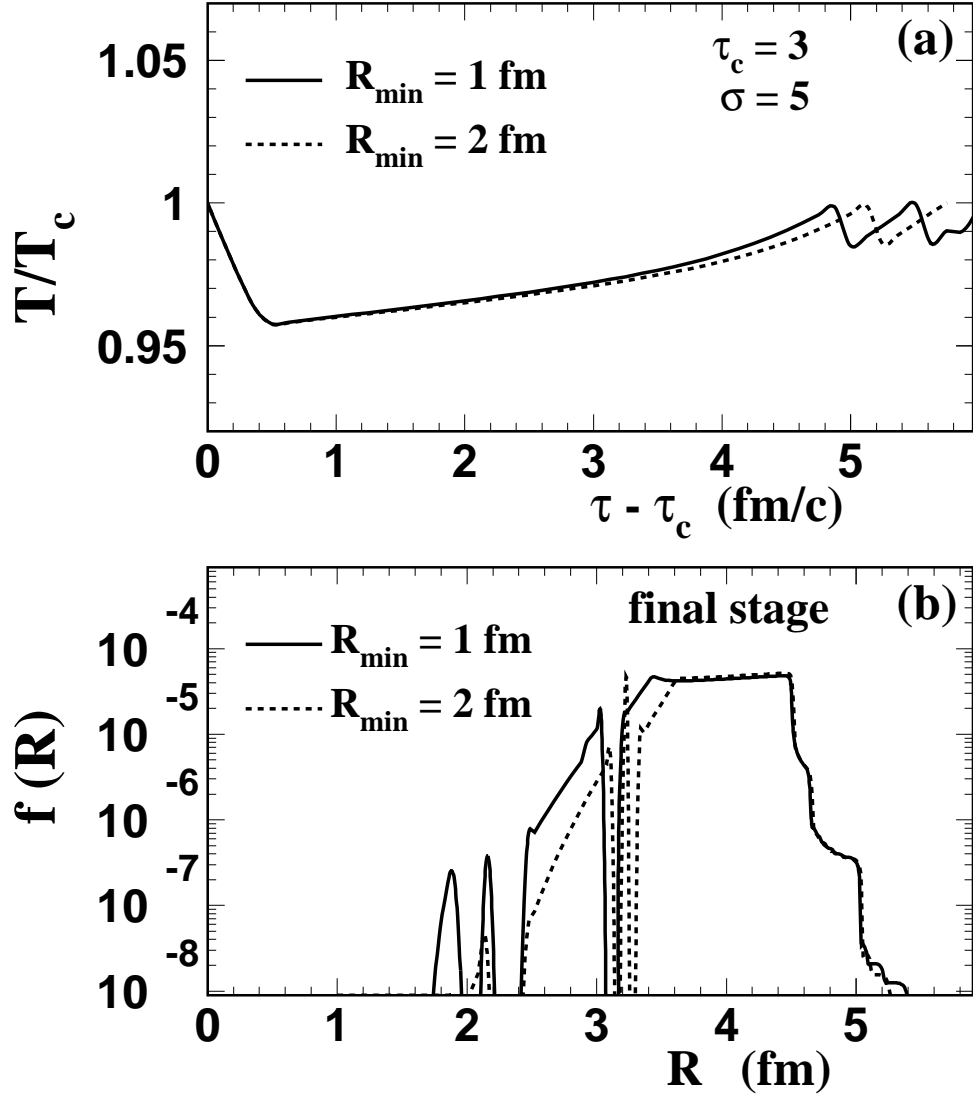 (a)
1.05
τ_c = 3
R_min = 1 fm
σ = 5
R_min = 2 fm
1
T/T_c
0.95
0 1 2 3 4 5
τ - τ_c (fm/c)
(b)
final stage
10^-4
R_min = 1 fm
10^-5
R_min = 2 fm
f (R)
10^-6
10^-7
10^-8
0 1 2 3 4 5
R (fm)